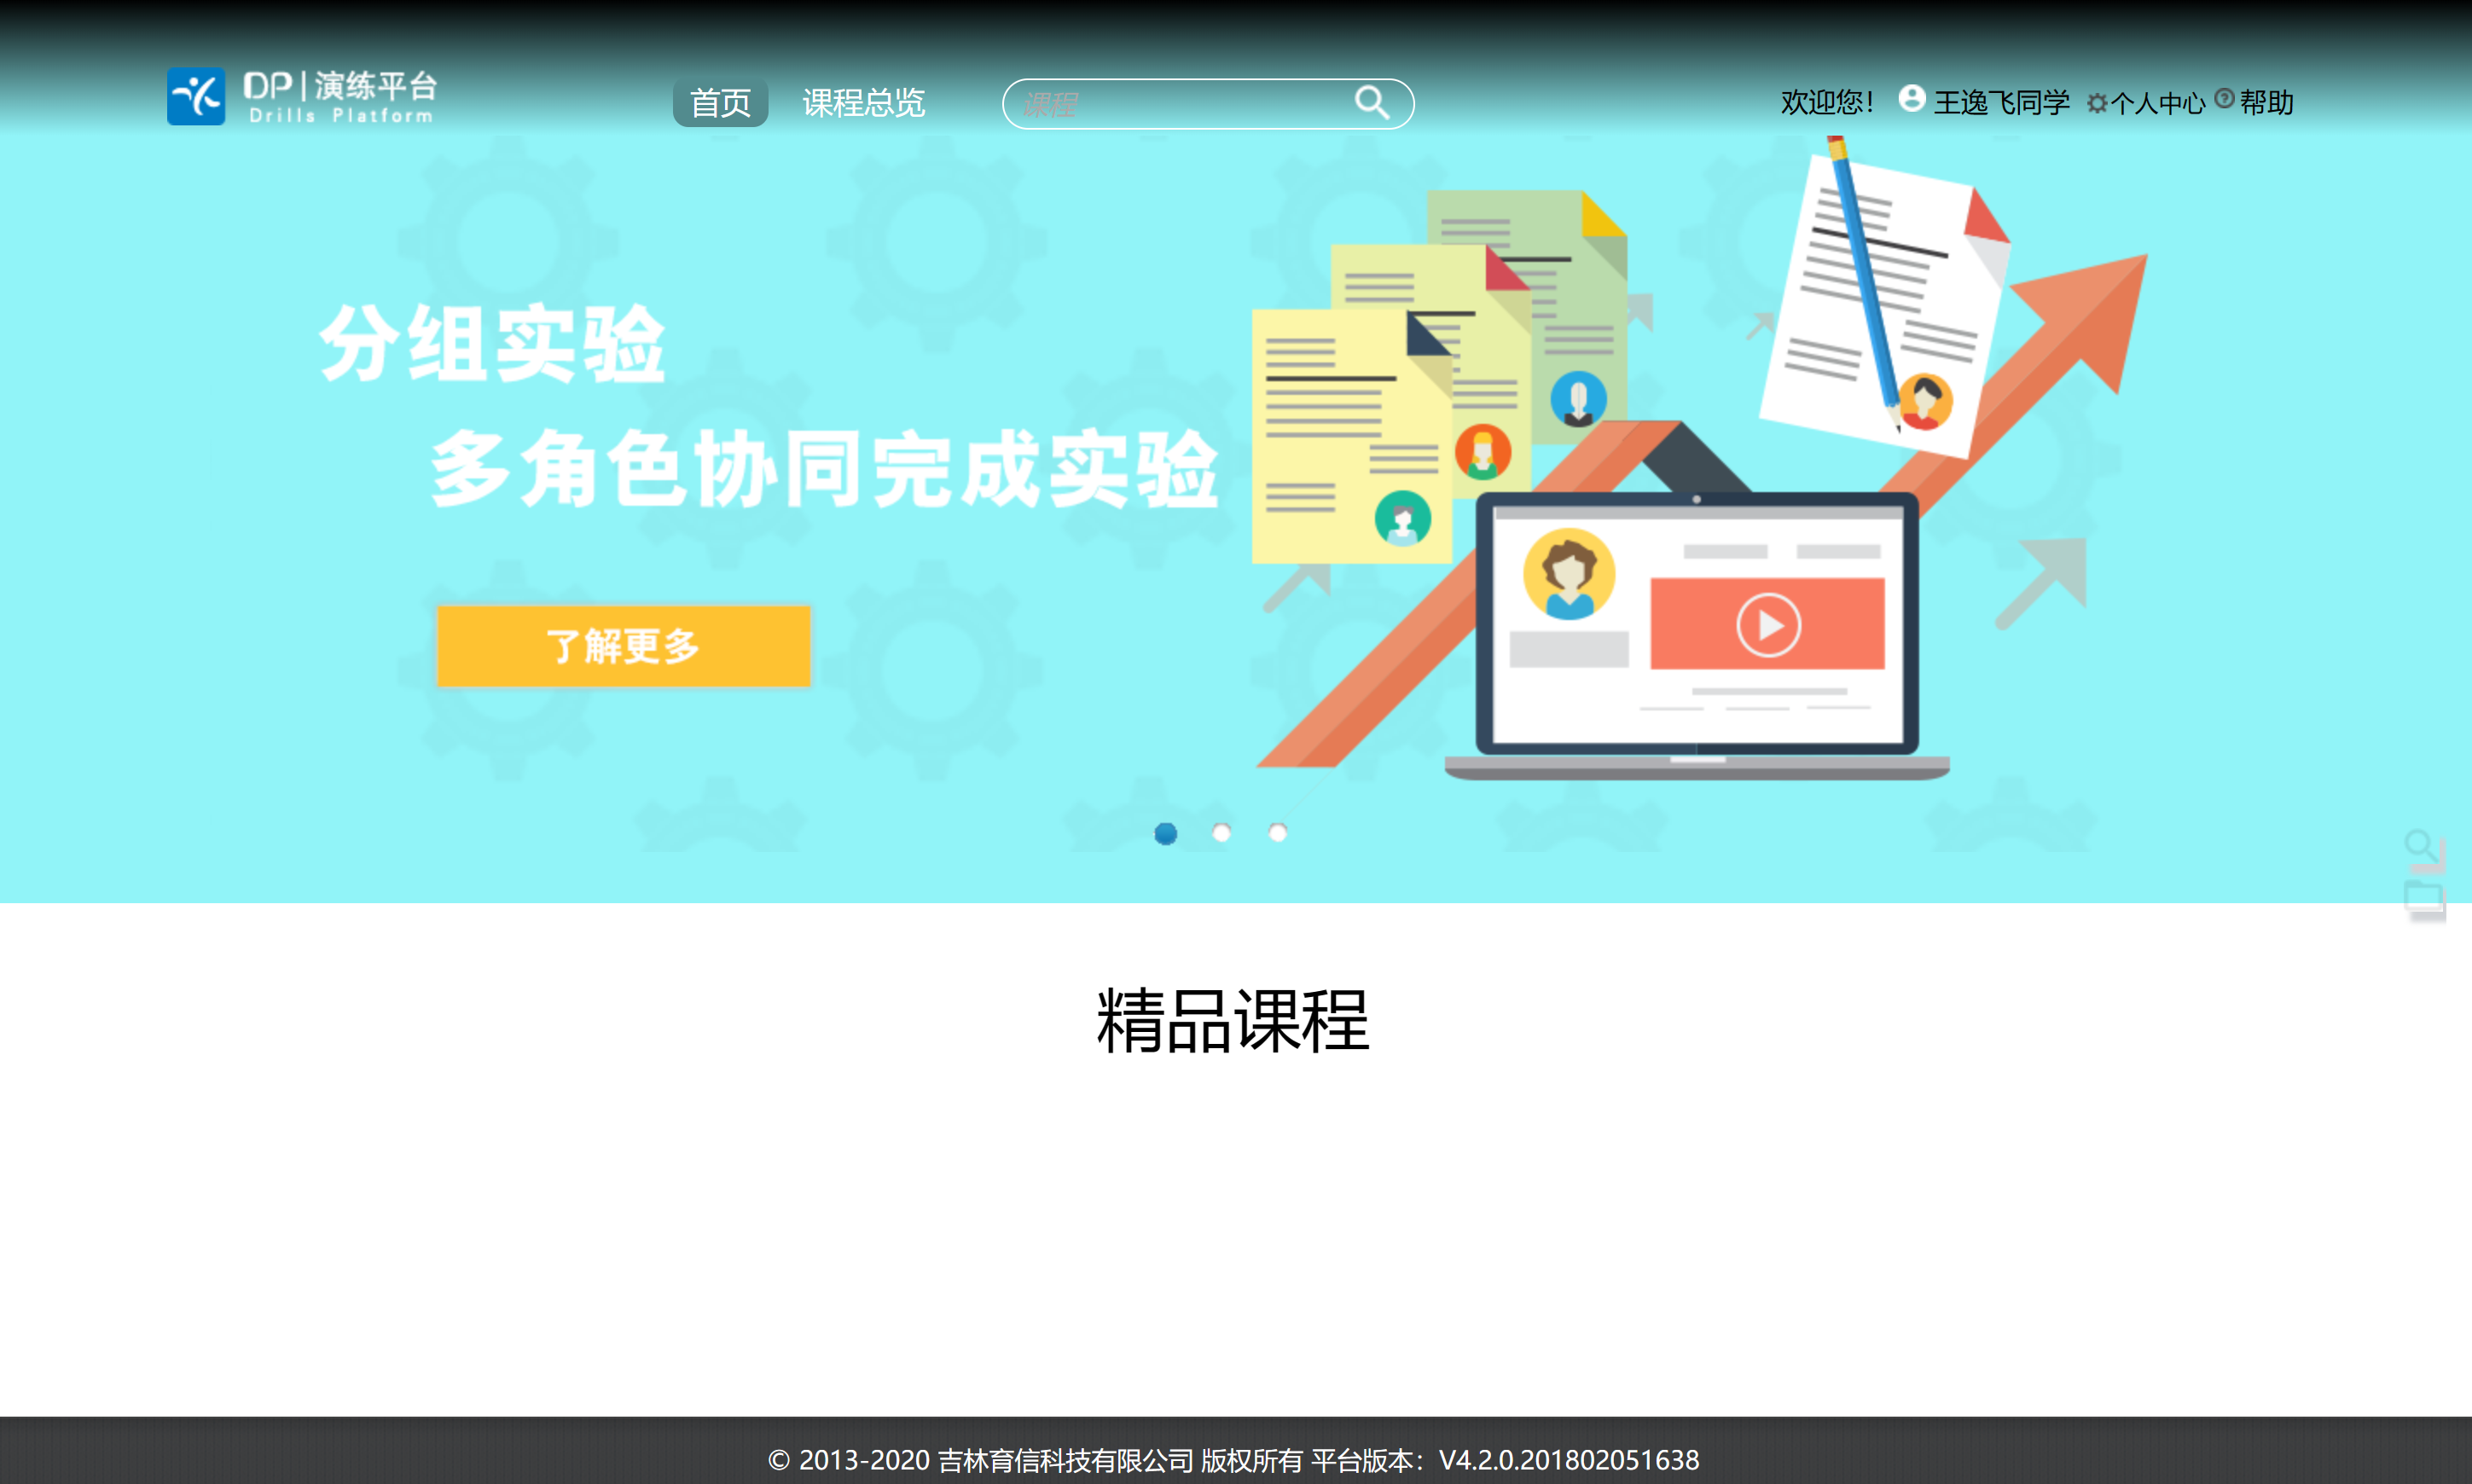 DP|演练平台
Drills Platform
首页
课程总览
课程
欢迎您！ 王逸飞同学 个人中心 帮助
分组实验
多角色协同完成实验
了解更多
精品课程
© 2013-2020 吉林育信科技有限公司 版权所有 平台版本：V4.2.0.201802051638